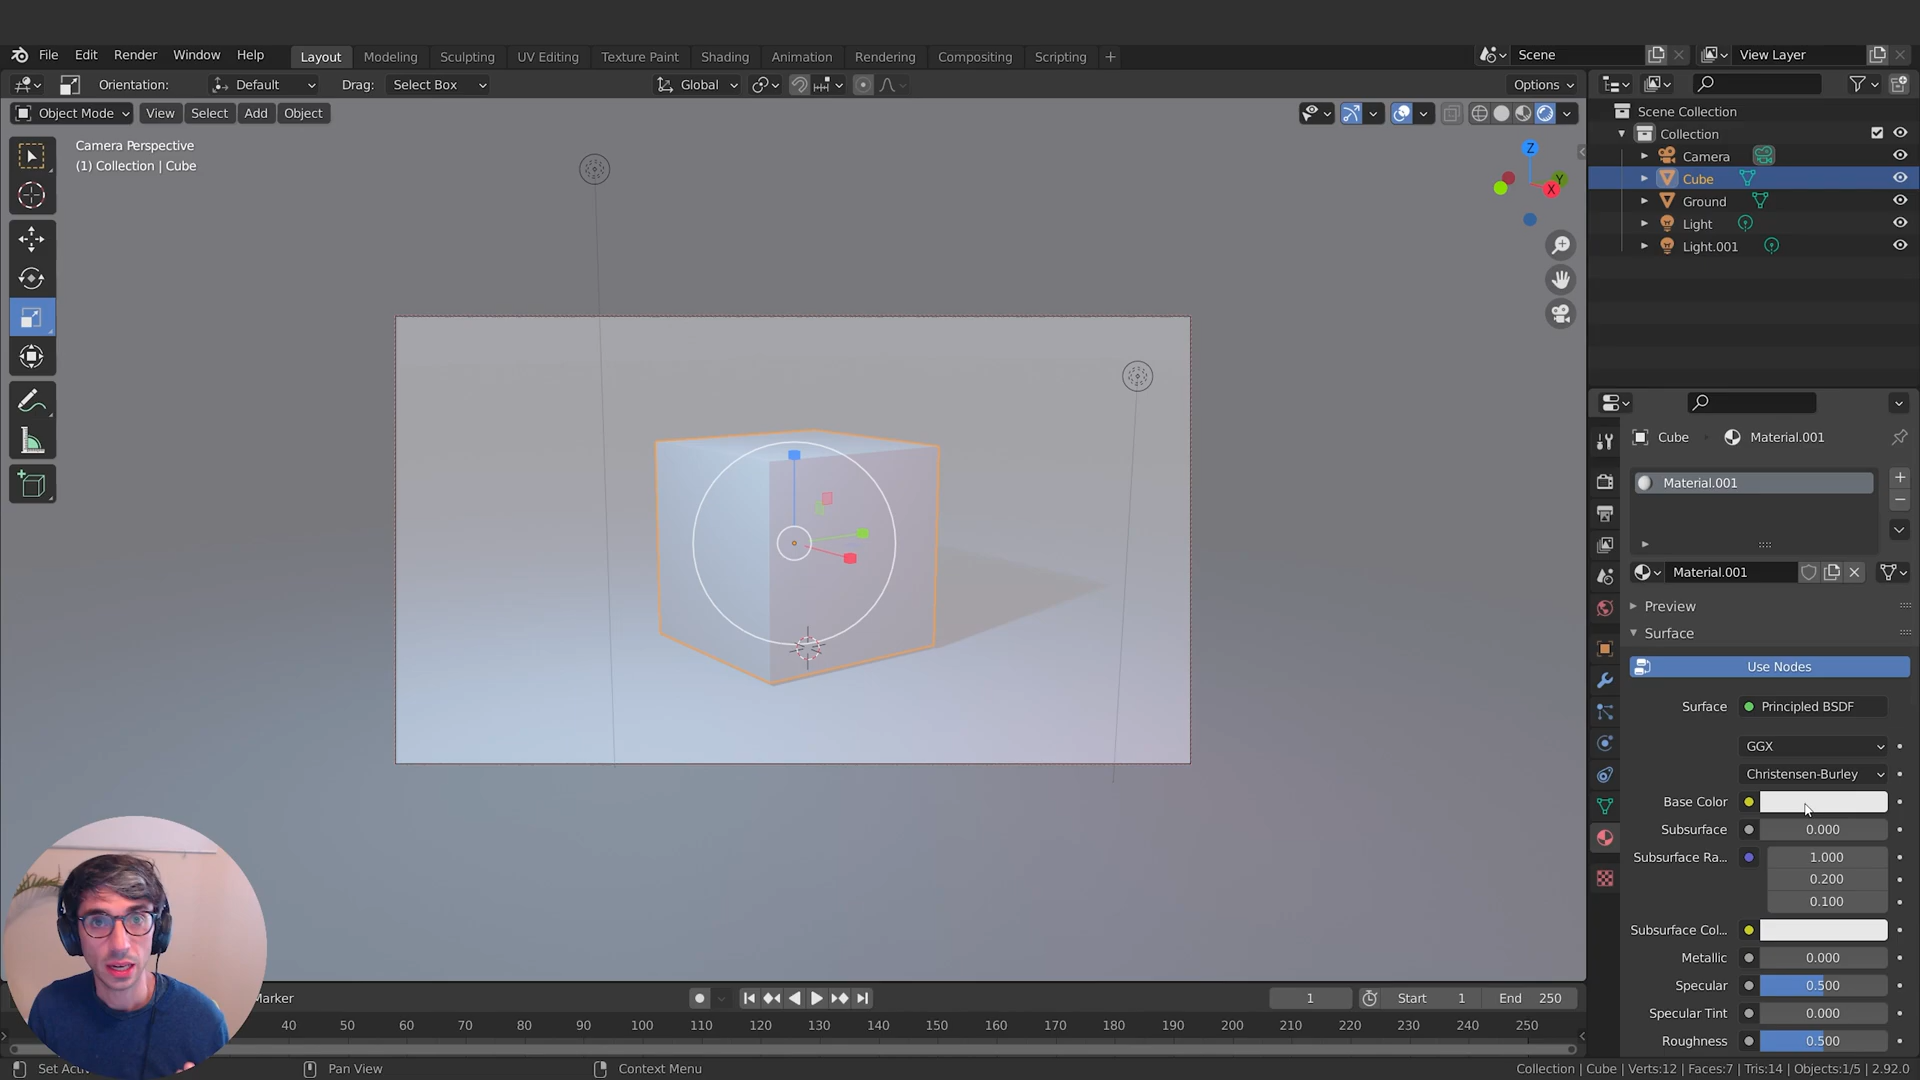 File Edit Render Window Help Layout Modeling Sculpting UV Editing Texture Paint Shading Animation Rendering Compositing Scripting + Scene View Layer
Orientation: Default Drag: Select Box Global Options
Object Mode View Select Add Object
Camera Perspective
(1) Collection | Cube
Z
Y
X
Scene Collection
Collection
Camera
Cube
Ground
Light
Light.001
Cube Material.001
Material.001
Material.001
Preview
Surface
Use Nodes
Surface Principled BSDF
GGX
Christensen-Burley
Base Color
Subsurface 0.000
Subsurface Ra... 1.000
0.200
0.100
Subsurface Col...
Metallic 0.000
Specular 0.500
Specular Tint 0.000
Roughness 0.500
Marker 1 Start 1 End 250
40 50 60 70 80 90 100 110 120 130 140 150 160 170 180 190 200 210 220 230 240 250
Set Pan View Context Menu Collection | Cube | Verts:12 | Faces:7 | Tris:14 | Objects:1/5 | 2.92.0